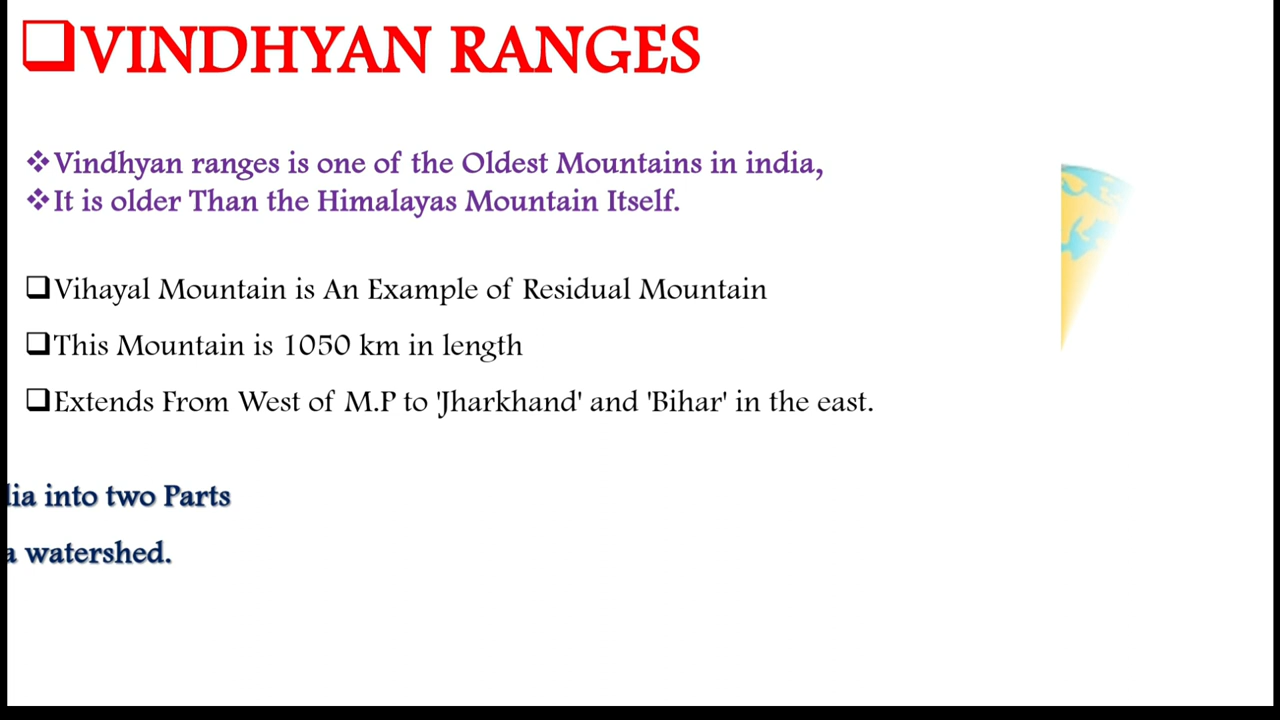 VINDHYAN RANGES
Vindhyan ranges is one of the Oldest Mountains in india,
It is older Than the Himalayas Mountain Itself.
Vihayal Mountain is An Example of Residual Mountain
This Mountain is 1050 km in length
Extends From West of M.P to 'Jharkhand' and 'Bihar' in the east.
into two Parts
a watershed.